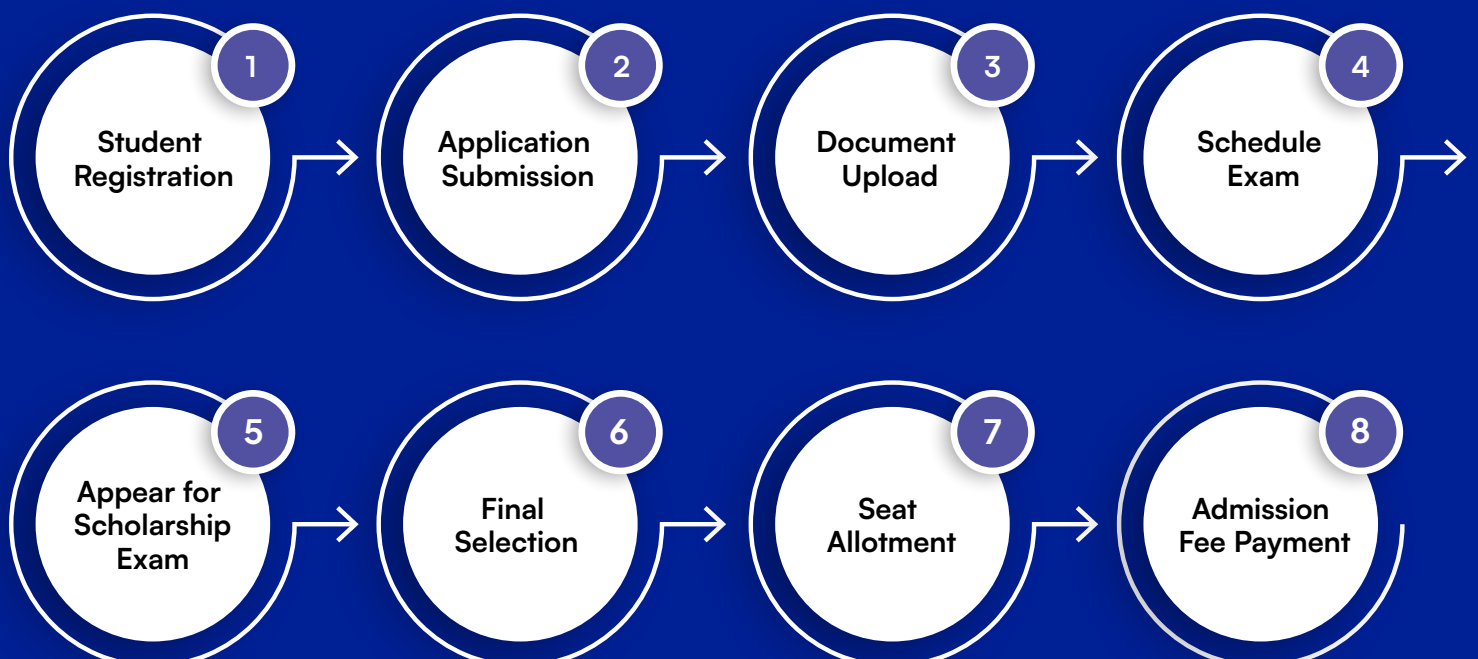 1
Student
Registration
2
Application
Submission
3
Document
Upload
4
Schedule
Exam
5
Appear for
Scholarship
Exam
6
Final
Selection
7
Seat
Allotment
8
Admission
Fee Payment